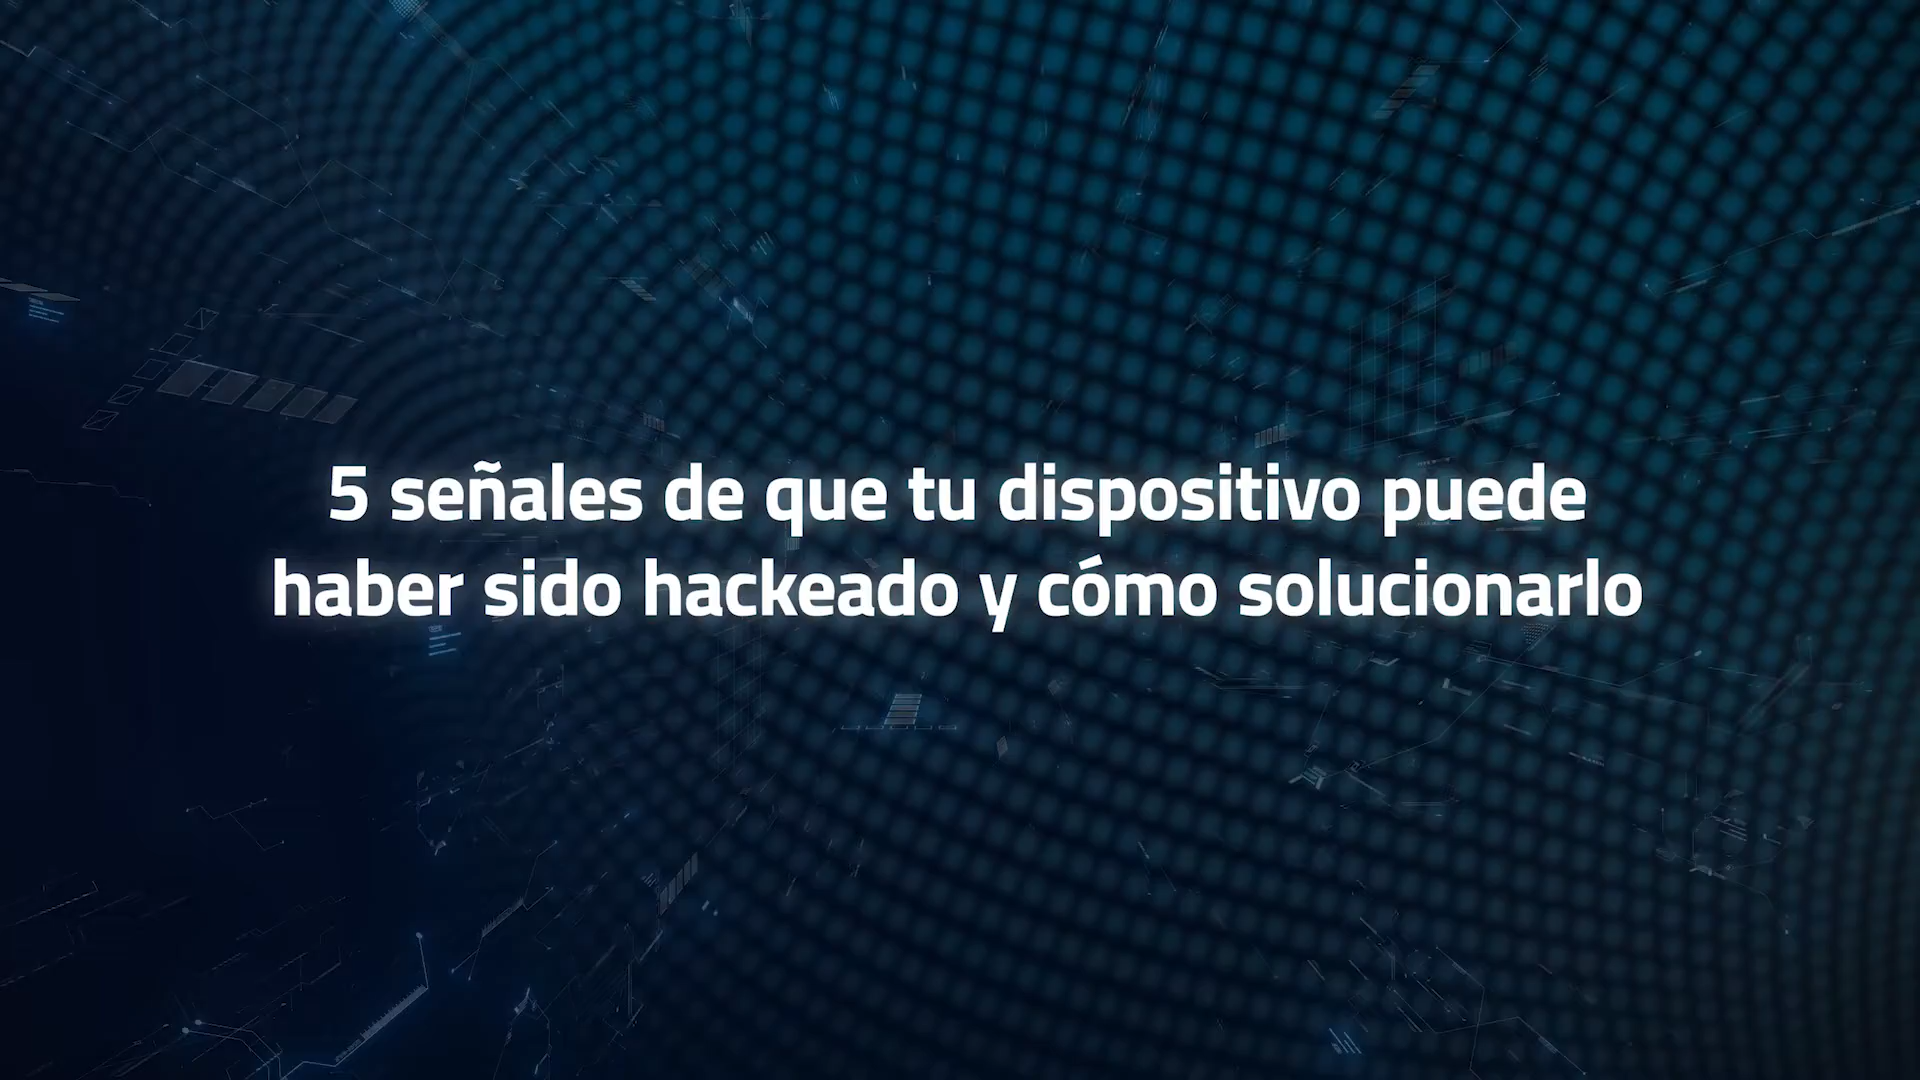 5 señales de que tu dispositivo puede
haber sido hackeado y cómo solucionarlo